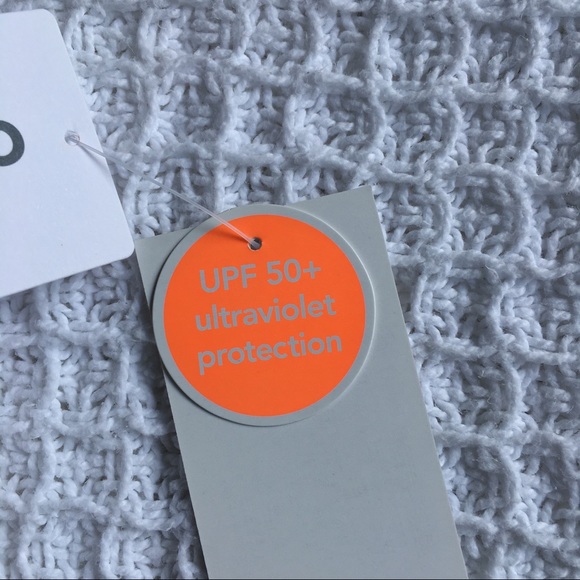 UPF 50+
ultraviolet
protection